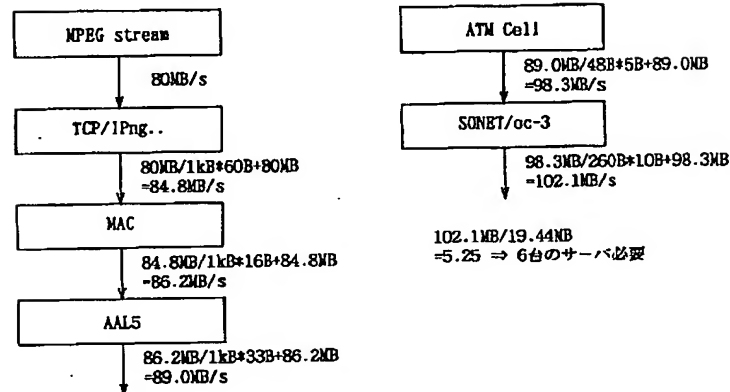 MPEG stream
80MB/s
TCP/IPng..
80MB/1kB*60B+80MB
=84.8MB/s
MAC
84.8MB/1kB*16B+84.8MB
=86.2MB/s
AAL5
86.2MB/1kB*33B+86.2MB
=89.0MB/s
ATM Cell
89.0MB/48B*5B+89.0MB
=98.3MB/s
SONET/oc-3
98.3MB/260B*10B+98.3MB
=102.1MB/s
102.1MB/19.44MB
=5.25 ⇒ 6台のサーバ必要